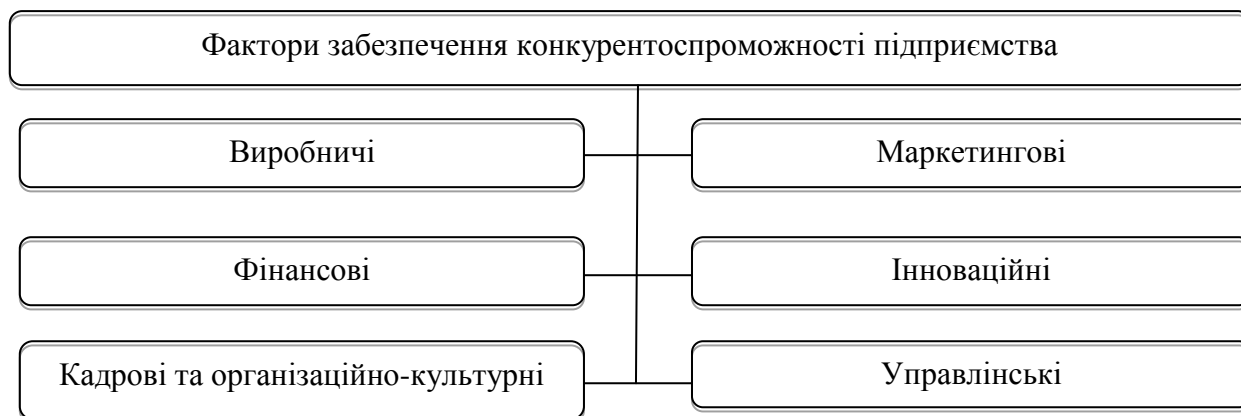 Фактори забезпечення конкурентоспроможності підприємства
Виробничі
Маркетингові
Фінансові
Інноваційні
Кадрові та організаційно-культурні
Управлінські